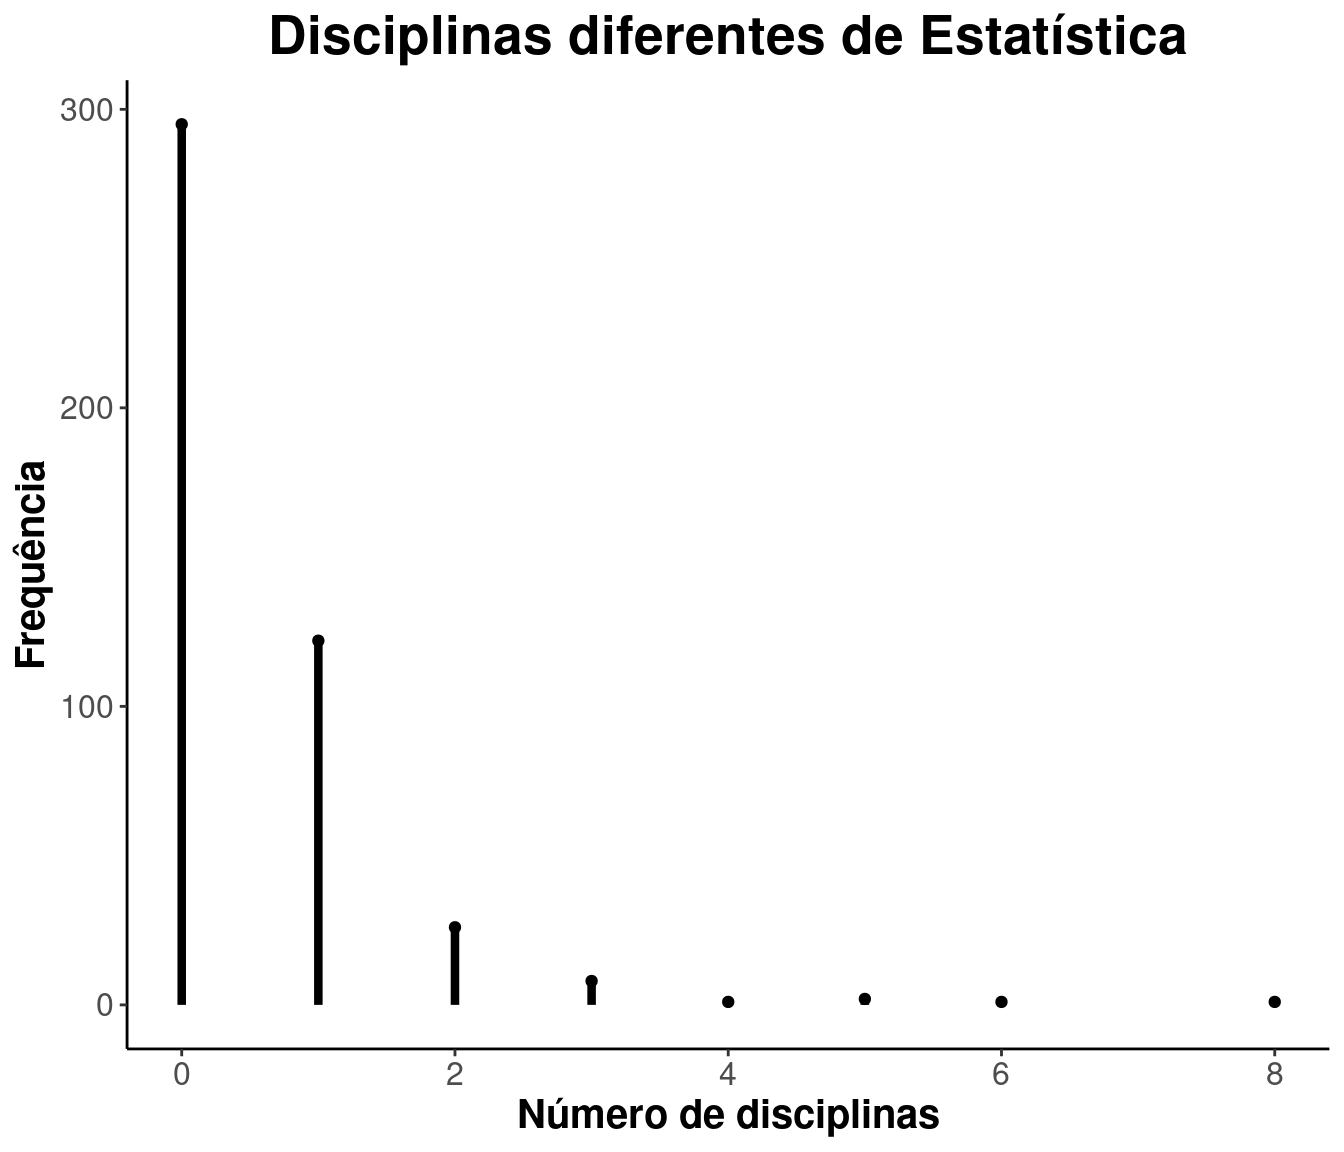 Disciplinas diferentes de Estatística
300
200
100
0
Frequência
0 2 4 6 8
Número de disciplinas